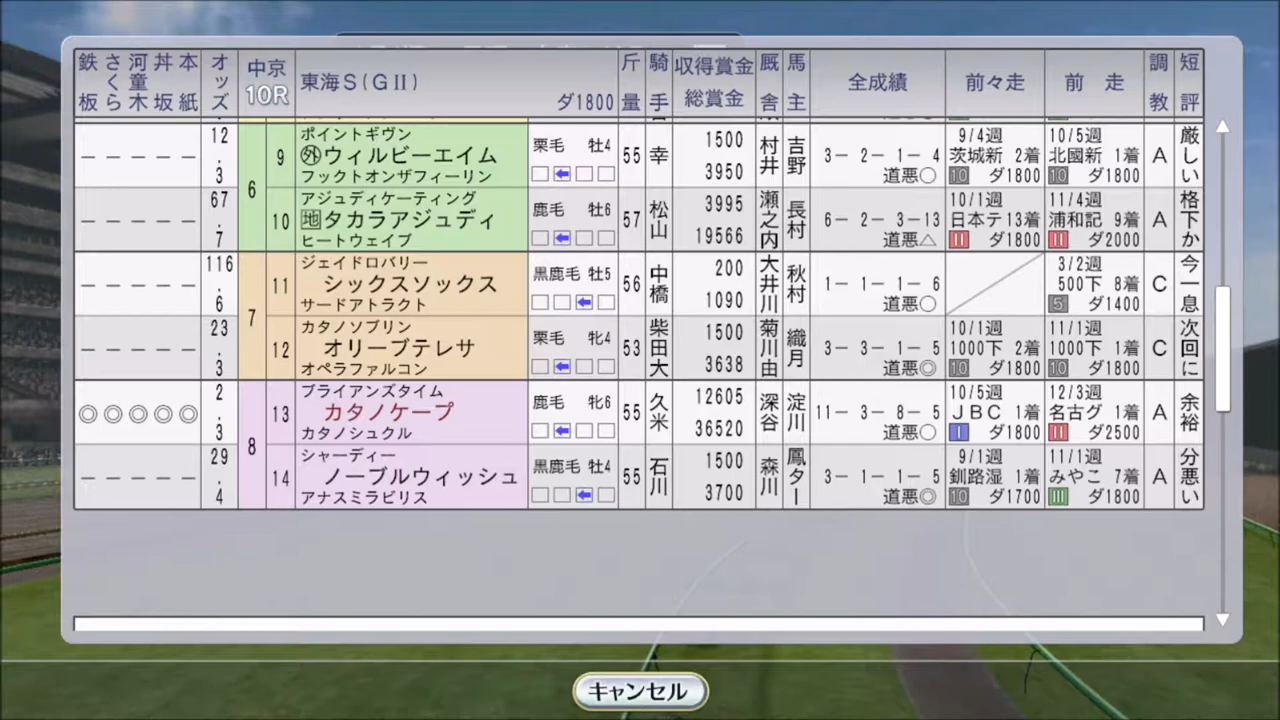 鉄板 さくら 河童木 丼坂 本紙 オッズ 中京 10R 東海S(GⅡ) ダ1800 斤量 騎手 収得賞金 総賞金 厩舎 馬主 全成績 前々走 前 走 調教 短評
－－－－－ 12.3 6 9 ポイントギヴン 栗毛 牡4 55 幸 1500 村井 吉野 3－ 2－ 1－ 4 9/4週 10/5週 A 厳しい
外ウィルビーエイム 茨城新 2着 北國新 1着
フックトオンザフィーリン 3950 道悪○ 10 ダ1800 10 ダ1800
－－－－－ 67.7 10 アジュディケーティング 鹿毛 牡6 57 松山 3995 瀬之内 長村 6－ 2－ 3－13 10/1週 11/4週 A 格下か
地タカラアジュディ 日本テ13着 浦和記 9着
ヒートウェイブ 19566 道悪△ II ダ1800 II ダ2000
－－－－－ 116.6 7 11 ジェイドロバリー 黒鹿毛 牡5 56 中橋 200 大井川 秋村 1－ 1－ 1－ 6 3/2週 C 今一息
シックスソックス 500下 8着
サードアトラクト 1090 道悪○ 5 ダ1400
－－－－－ 23.3 12 カタノソブリン 栗毛 牝4 53 柴田大 1500 菊川由 織月 3－ 3－ 1－ 5 10/1週 11/1週 C 次回に
オリーブテレサ 1000下 2着 1000下 1着
オペラファルコン 3638 道悪◎ 10 ダ1800 10 ダ1800
◎◎◎◎◎ 2.3 8 13 ブライアンズタイム 鹿毛 牝6 55 久米 12605 深谷 淀川 11－ 3－ 8－ 5 10/5週 12/3週 A 余裕
カタノケープ JBC 1着 名古グ 1着
カタノシュクル 36520 道悪○ I ダ1800 II ダ2500
－－－－－ 29.4 14 シャーディー 黒鹿毛 牡4 55 石川 1500 森川 鳳ター 3－ 1－ 1－ 5 9/1週 11/1週 A 分悪い
ノーブルウィッシュ 釧路湿 1着 みやこ 7着
アナスミラビリス 3700 道悪◎ 10 ダ1700 III ダ1800
キャンセル